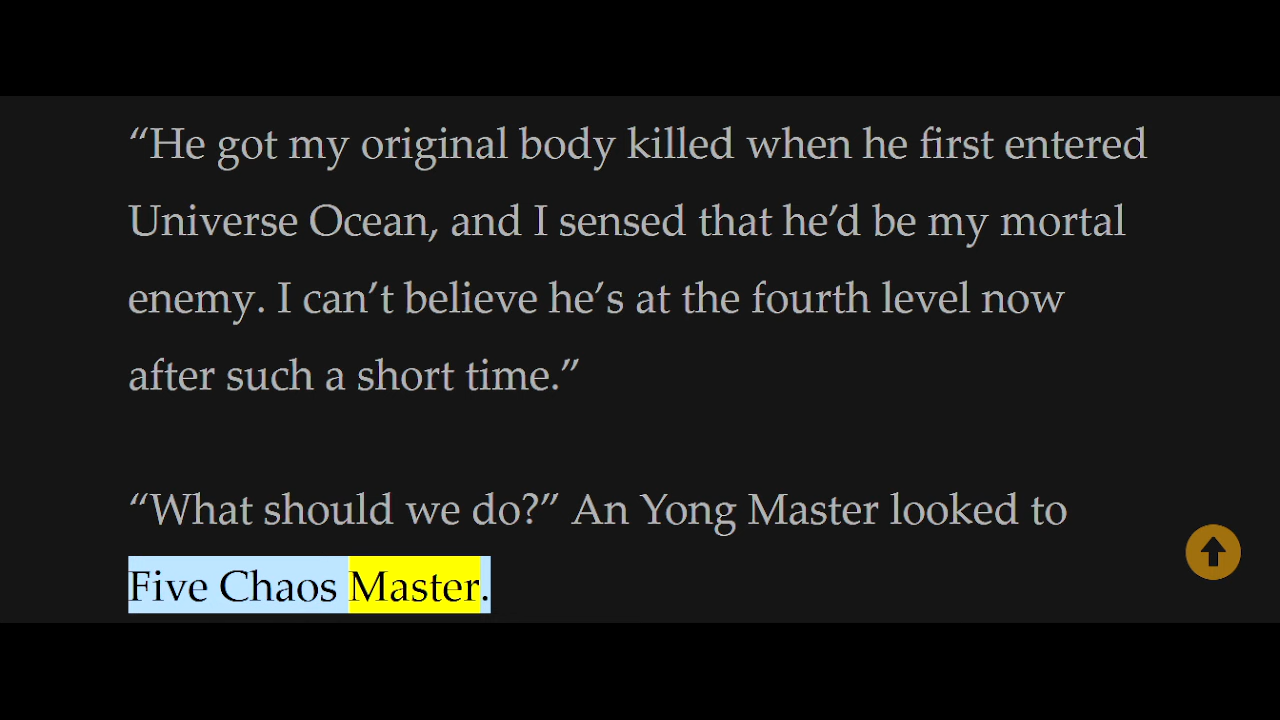 “He got my original body killed when he first entered
Universe Ocean, and I sensed that he’d be my mortal
enemy. I can’t believe he’s at the fourth level now
after such a short time.”
“What should we do?” An Yong Master looked to
Five Chaos Master.